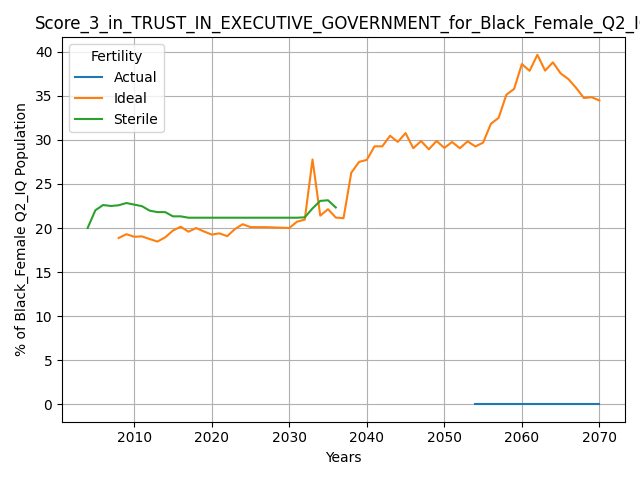 Score_3_in_TRUST_IN_EXECUTIVE_GOVERNMENT_for_Black_Female_Q2_I
Fertility
Actual
Ideal
Sterile
% of Black_Female Q2_IQ Population
40
35
30
25
20
15
10
5
0
2010 2020 2030 2040 2050 2060 2070
Years